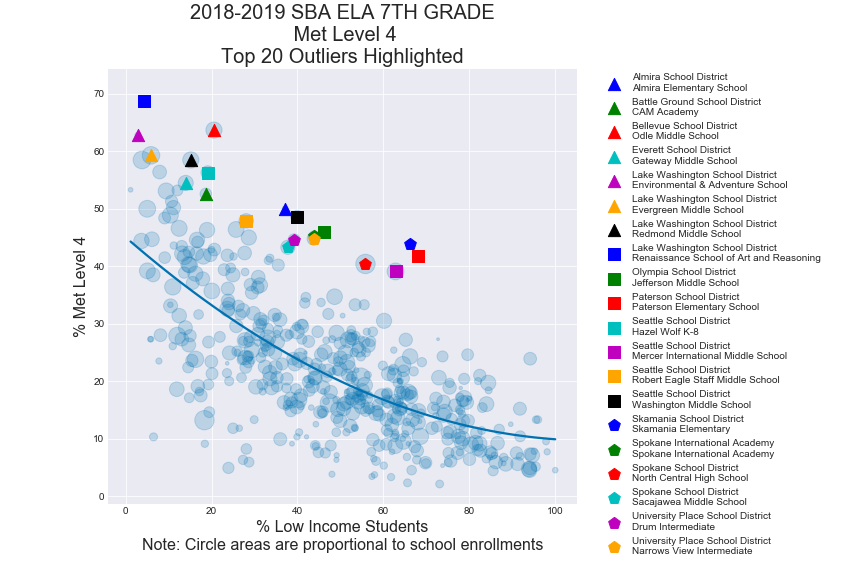 2018-2019 SBA ELA 7TH GRADE
Met Level 4
Top 20 Outliers Highlighted
% Met Level 4
70
60
50
40
30
20
10
0
0 20 40 60 80 100
% Low Income Students
Note: Circle areas are proportional to school enrollments
Almira School District
Almira Elementary School
Battle Ground School District
CAM Academy
Bellevue School District
Odle Middle School
Everett School District
Gateway Middle School
Lake Washington School District
Environmental & Adventure School
Lake Washington School District
Evergreen Middle School
Lake Washington School District
Redmond Middle School
Lake Washington School District
Renaissance School of Art and Reasoning
Olympia School District
Jefferson Middle School
Paterson School District
Paterson Elementary School
Seattle School District
Hazel Wolf K-8
Seattle School District
Mercer International Middle School
Seattle School District
Robert Eagle Staff Middle School
Seattle School District
Washington Middle School
Skamania School District
Skamania Elementary
Spokane International Academy
Spokane International Academy
Spokane School District
North Central High School
Spokane School District
Sacajawea Middle School
University Place School District
Drum Intermediate
University Place School District
Narrows View Intermediate